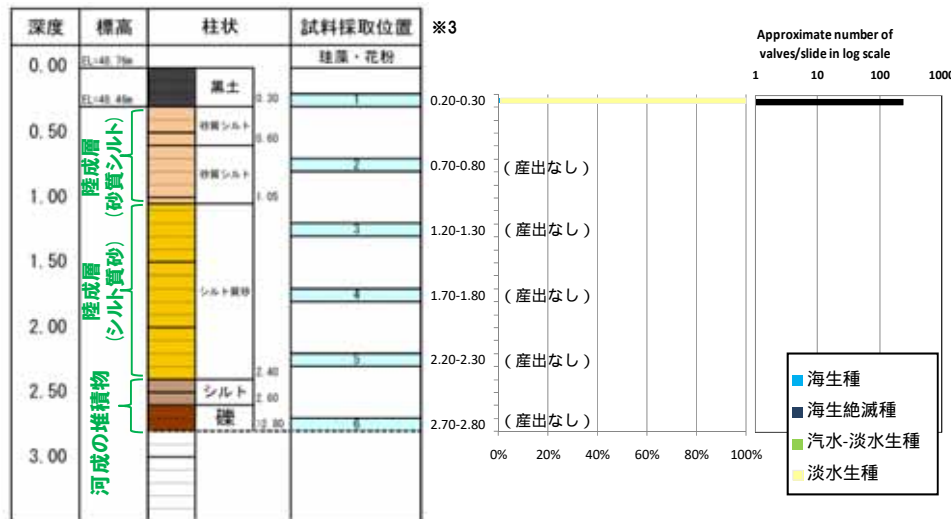 深度 標高 柱状 試料採取位置 ※3
珪藻・花粉
0.00
EL=48.76m
黒土
0.30
EL=48.46m
1
0.50
砂質シルト
0.60
2
砂質シルト
1.00
1.05
3
1.50
シルト質砂
4
2.00
5
2.40
2.50
シルト
2.60
礫
2.80
6
3.00
陸成層
(砂質シルト)
陸成層
(シルト質砂)
河成の堆積物
0.20-0.30
0.70-0.80 (産出なし)
1.20-1.30 (産出なし)
1.70-1.80 (産出なし)
2.20-2.30 (産出なし)
2.70-2.80 (産出なし)
0% 20% 40% 60% 80% 100%
Approximate number of
valves/slide in log scale
1 10 100 1000
海生種
海生絶滅種
汽水-淡水生種
淡水生種